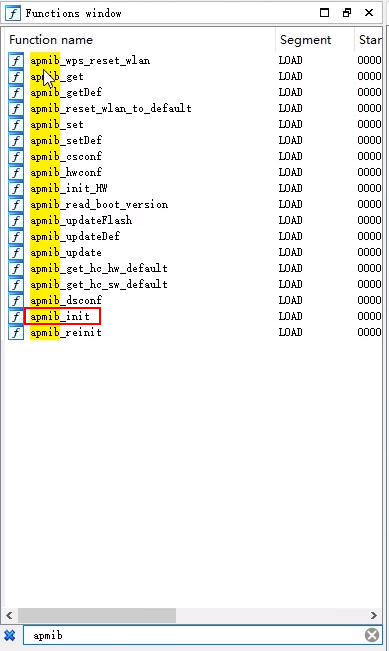 Functions window
Function name Segment Star
apmib_wps_reset_wlan LOAD 0000
apmib_get LOAD 0000
apmib_getDef LOAD 0000
apmib_reset_wlan_to_default LOAD 0000
apmib_set LOAD 0000
apmib_setDef LOAD 0000
apmib_csconf LOAD 0000
apmib_hwconf LOAD 0000
apmib_init_HW LOAD 0000
apmib_read_boot_version LOAD 0000
apmib_updateFlash LOAD 0000
apmib_updateDef LOAD 0000
apmib_update LOAD 0000
apmib_get_hc_hw_default LOAD 0000
apmib_get_hc_sw_default LOAD 0000
apmib_dsconf LOAD 0000
apmib_init LOAD 0000
apmib_reinit LOAD 0000
apmib